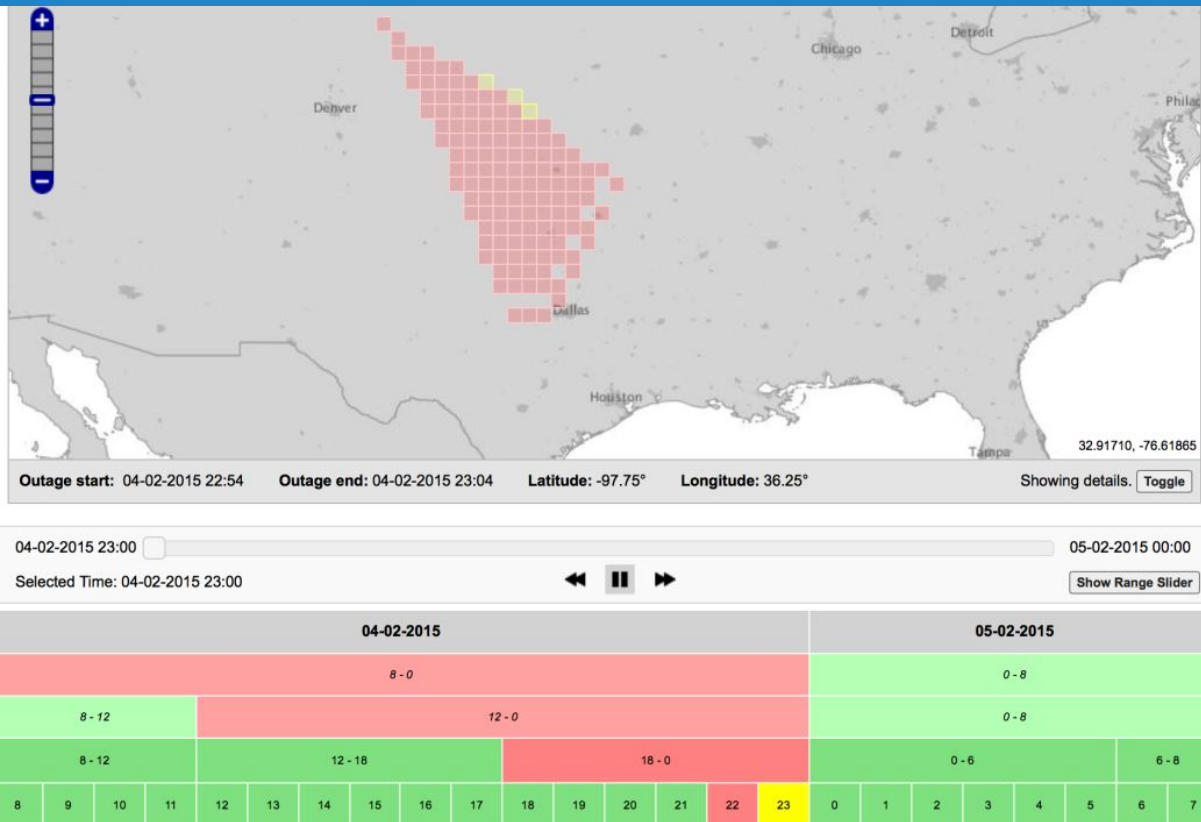 +
Detroit
Chicago
Denver
Philad
Dallas
Houston
–
Tampa
32.91710, -76.61865
Outage start: 04-02-2015 22:54 Outage end: 04-02-2015 23:04 Latitude: -97.75° Longitude: 36.25° Showing details. Toggle
04-02-2015 23:00 05-02-2015 00:00
Selected Time: 04-02-2015 23:00 Show Range Slider
04-02-2015 05-02-2015
8 - 0 0 - 8
8 - 12 12 - 0 0 - 8
8 - 12 12 - 18 18 - 0 0 - 6 6 - 8
8 9 10 11 12 13 14 15 16 17 18 19 20 21 22 23 0 1 2 3 4 5 6 7